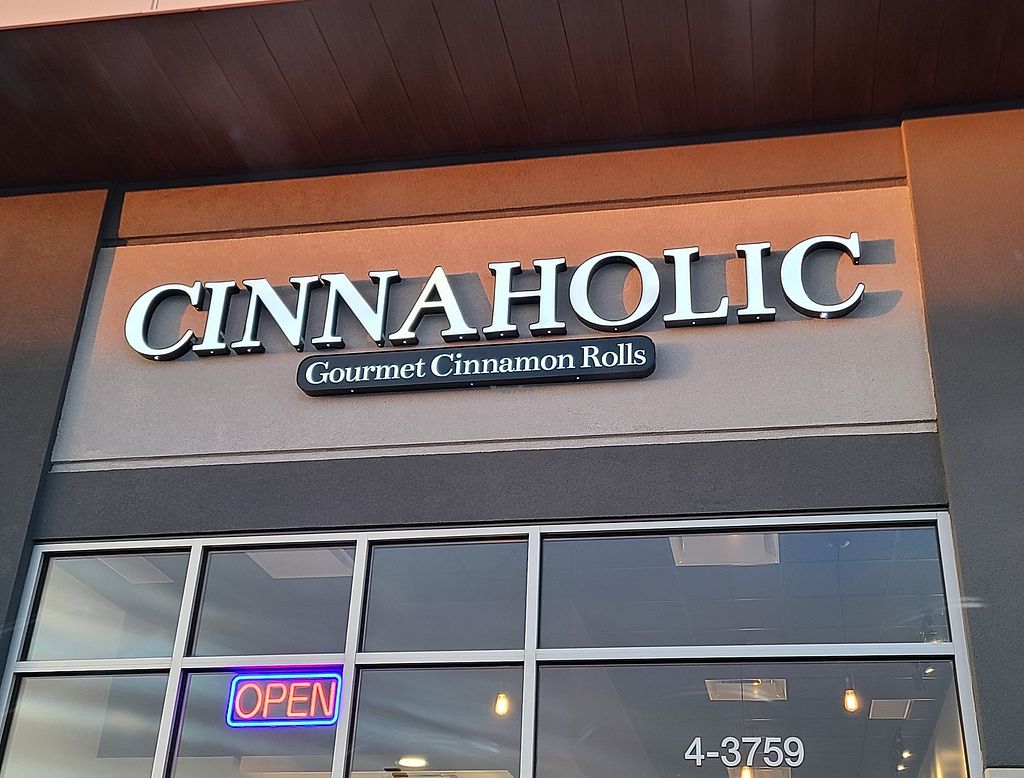 CINNAHOLIC
Gourmet Cinnamon Rolls
OPEN
4-3759